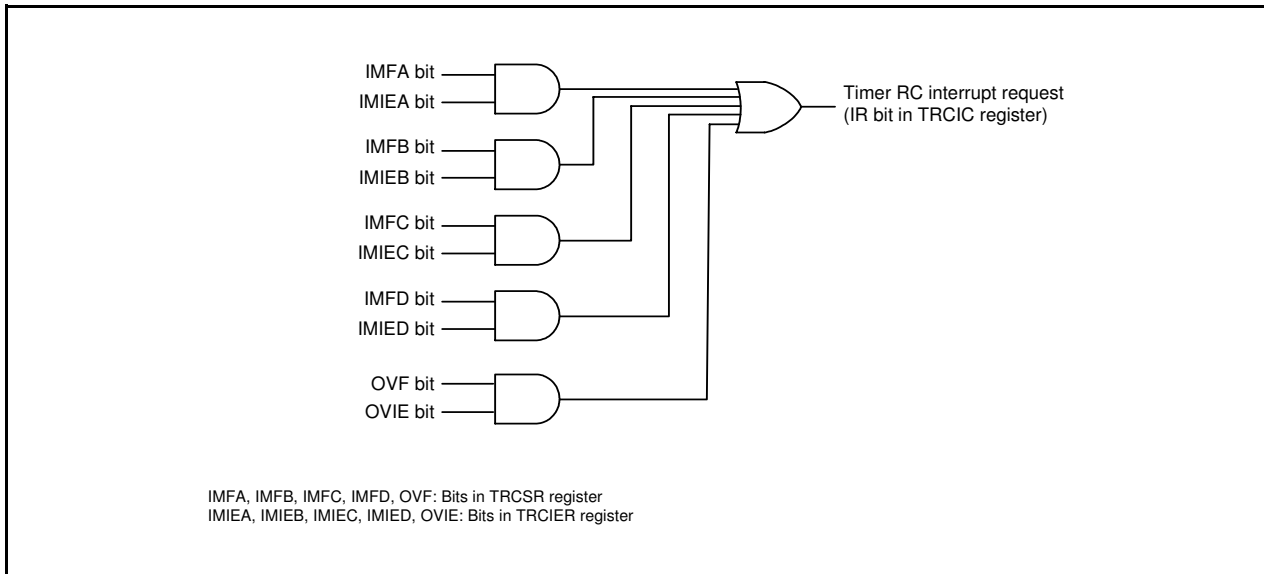 IMFA bit
IMIEA bit
Timer RC interrupt request
(IR bit in TRCIC register)
IMFB bit
IMIEB bit
IMFC bit
IMIEC bit
IMFD bit
IMIED bit
OVF bit
OVIE bit
IMFA, IMFB, IMFC, IMFD, OVF: Bits in TRCSR register
IMIEA, IMIEB, IMIEC, IMIED, OVIE: Bits in TRCIER register